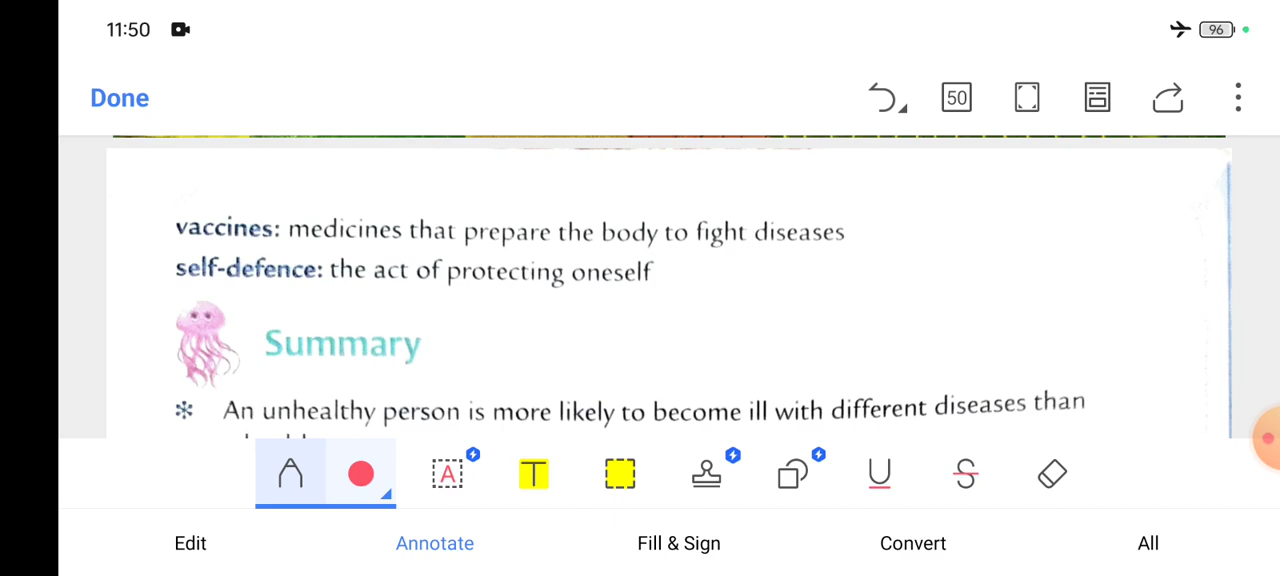 11:50
96
Done
50
vaccines: medicines that prepare the body to fight diseases
self-defence: the act of protecting oneself
Summary
* An unhealthy person is more likely to become ill with different diseases than
A
T
U
S
Edit
Annotate
Fill & Sign
Convert
All